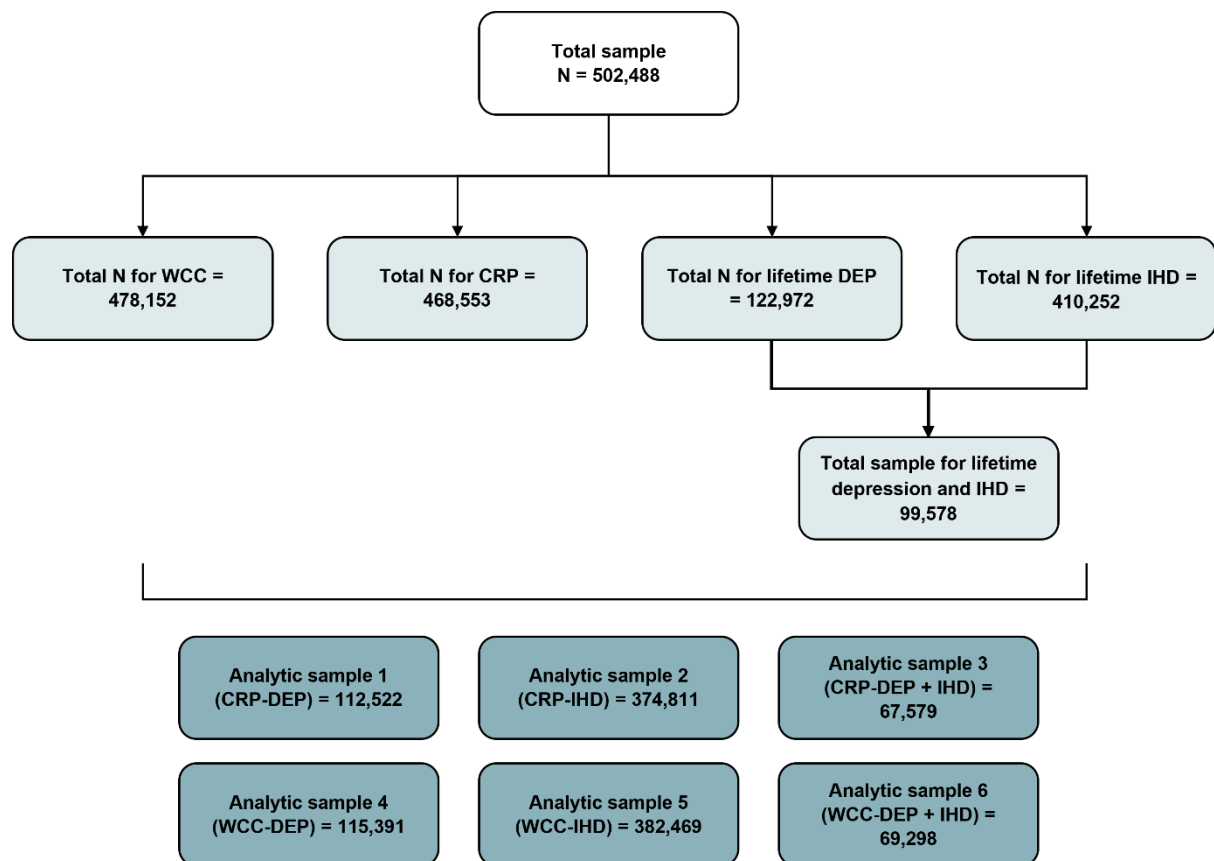 Total sample
N = 502,488
Total N for WCC =
478,152
Total N for CRP =
468,553
Total N for lifetime DEP
= 122,972
Total N for lifetime IHD =
410,252
Total sample for lifetime
depression and IHD =
99,578
Analytic sample 1
(CRP-DEP) = 112,522
Analytic sample 2
(CRP-IHD) = 374,811
Analytic sample 3
(CRP-DEP + IHD) =
67,579
Analytic sample 4
(WCC-DEP) = 115,391
Analytic sample 5
(WCC-IHD) = 382,469
Analytic sample 6
(WCC-DEP + IHD) =
69,298